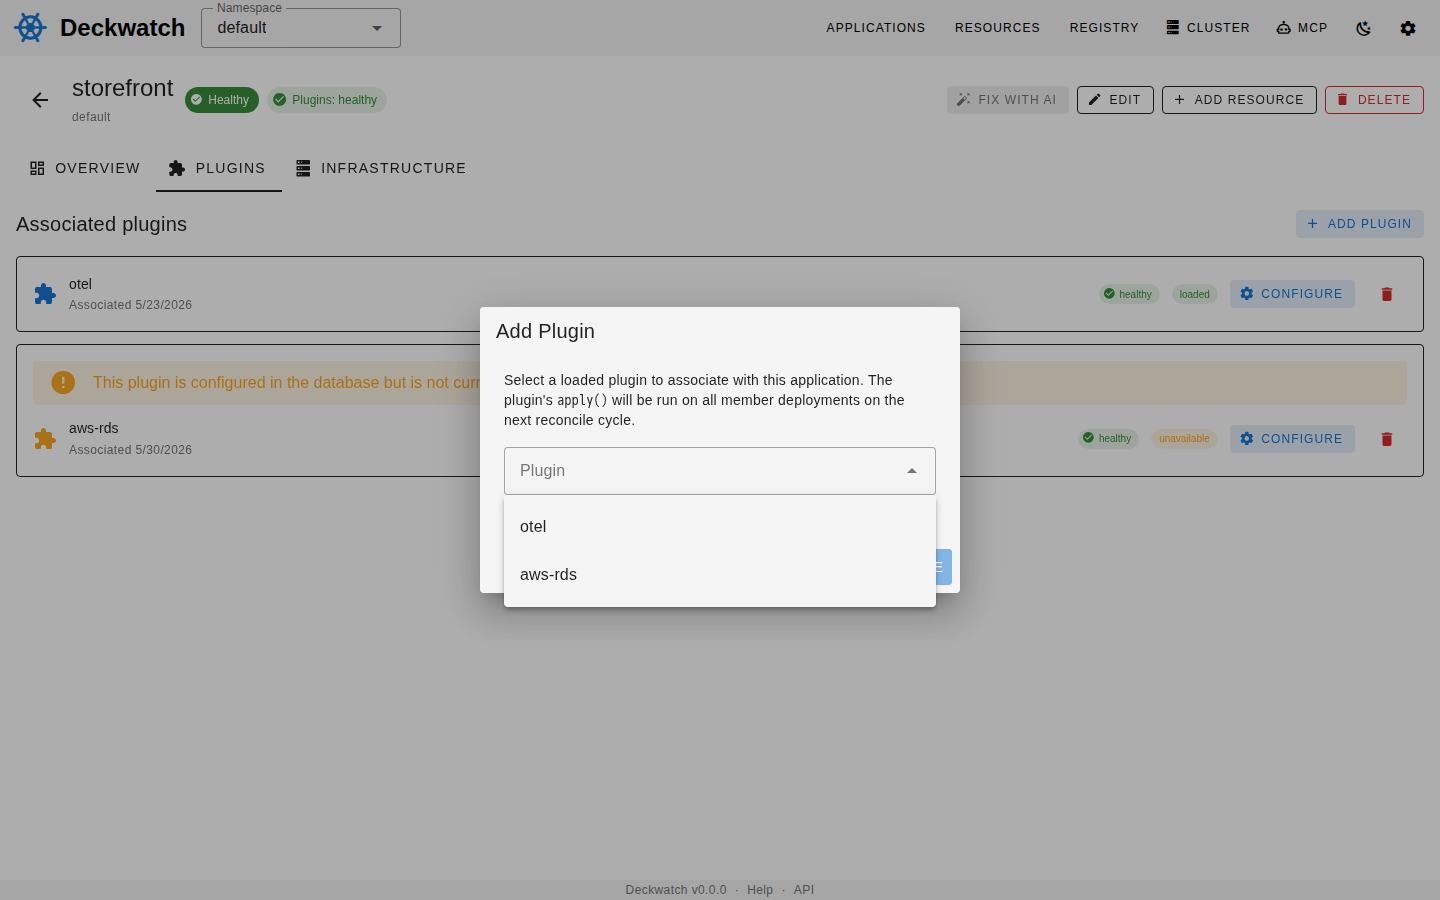 Deckwatch
Namespace
default
APPLICATIONS
RESOURCES
REGISTRY
CLUSTER
MCP
storefront
default
Healthy
Plugins: healthy
FIX WITH AI
EDIT
ADD RESOURCE
DELETE
OVERVIEW
PLUGINS
INFRASTRUCTURE
Associated plugins
ADD PLUGIN
otel
Associated 5/23/2026
healthy
loaded
CONFIGURE
This plugin is configured in the database but is not
aws-rds
Associated 5/30/2026
healthy
unavailable
CONFIGURE
Add Plugin
Select a loaded plugin to associate with this application. The
plugin's apply() will be run on all member deployments on the
next reconcile cycle.
Plugin
otel
aws-rds
Deckwatch v0.0.0 · Help · API